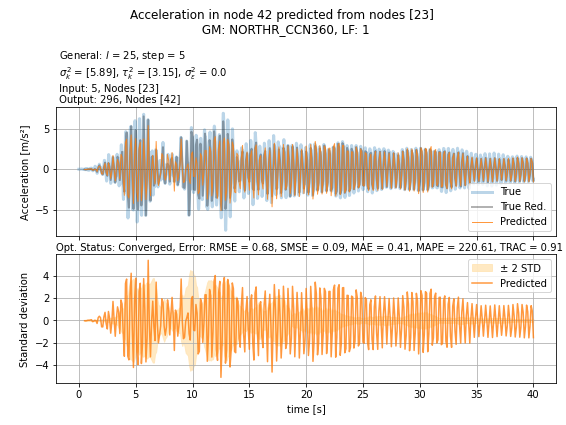 Acceleration in node 42 predicted from nodes [23]
GM: NORTHR_CCN360, LF: 1
General: l = 25, step = 5
σ²ₖ = [5.89], τ²ₖ = [3.15], σ²ₑ = 0.0
Input: 5, Nodes [23]
Output: 296, Nodes [42]
Acceleration [m/s²]
5
0
−5
True
True Red.
Predicted
Opt. Status: Converged, Error: RMSE = 0.68, SMSE = 0.09, MAE = 0.41, MAPE = 220.61, TRAC = 0.91
Standard deviation
4
2
0
−2
−4
± 2 STD
Predicted
0 5 10 15 20 25 30 35 40
time [s]